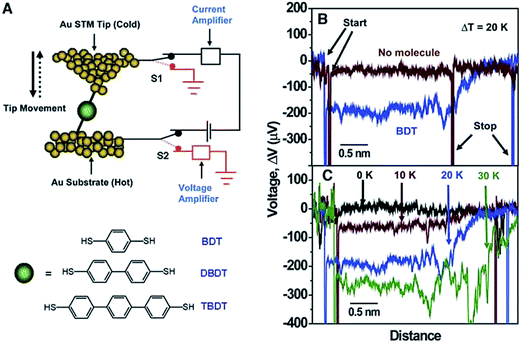 A
Au STM Tip (Cold)
Current
Amplifier
S1
Tip Movement
S2
Au Substrate (Hot)
Voltage
Amplifier
HS
SH
BDT
=
HS
SH
DBDT
HS
SH
TBDT
Voltage, ΔV (μV)
B
Start
ΔT = 20 K
No molecule
BDT
Stop
0.5 nm
0
-100
-200
-300
C
0 K
10 K
20 K
30 K
0.5 nm
0
-100
-200
-300
-400
Distance